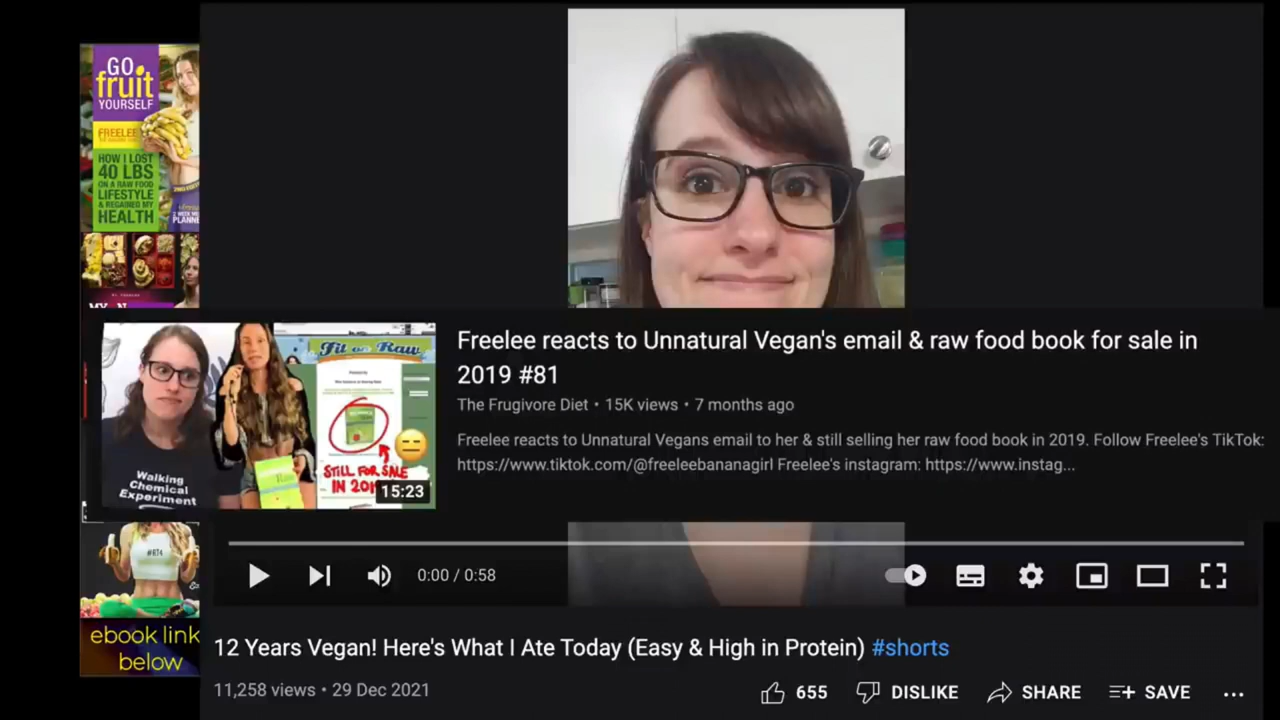 GO
fruit
YOURSELF
FREELEE
HOW I LOST
40 LBS
ON A RAW FOOD
LIFESTYLE
& REGAINED MY
HEALTH
2 WEEK
PLANNE
Fit on Raw
Walking
Chemical
Experiment
STILL FOR SALE
IN 201
15:23
Freelee reacts to Unnatural Vegan's email & raw food book for sale in
2019 #81
The Frugivore Diet • 15K views • 7 months ago
Freelee reacts to Unnatural Vegans email to her & still selling her raw food book in 2019. Follow Freelee's TikTok:
https://www.tiktok.com/@freeleebananagirl Freelee's instagram: https://www.instag...
#RT4
0:00 / 0:58
ebook link
below
12 Years Vegan! Here's What I Ate Today (Easy & High in Protein) #shorts
11,258 views • 29 Dec 2021
655
DISLIKE
SHARE
SAVE